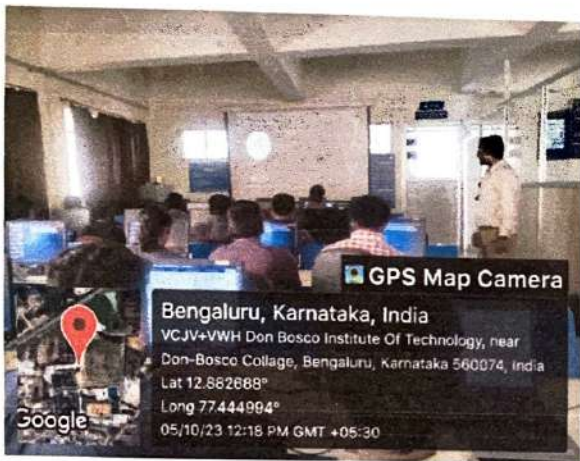 GPS Map Camera
Bengaluru, Karnataka, India
VCJV+VWH Don Bosco Institute Of Technology, near
Don-Bosco Collage, Bengaluru, Karnataka 560074, India
Lat 12.882688°
Long 77.444994°
05/10/23 12:18 PM GMT +05:30
Google